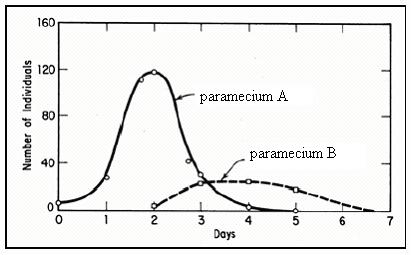 160
120
80
40
0
Number of Individuals
paramecium A
paramecium B
0 1 2 3 4 5 6 7
Days